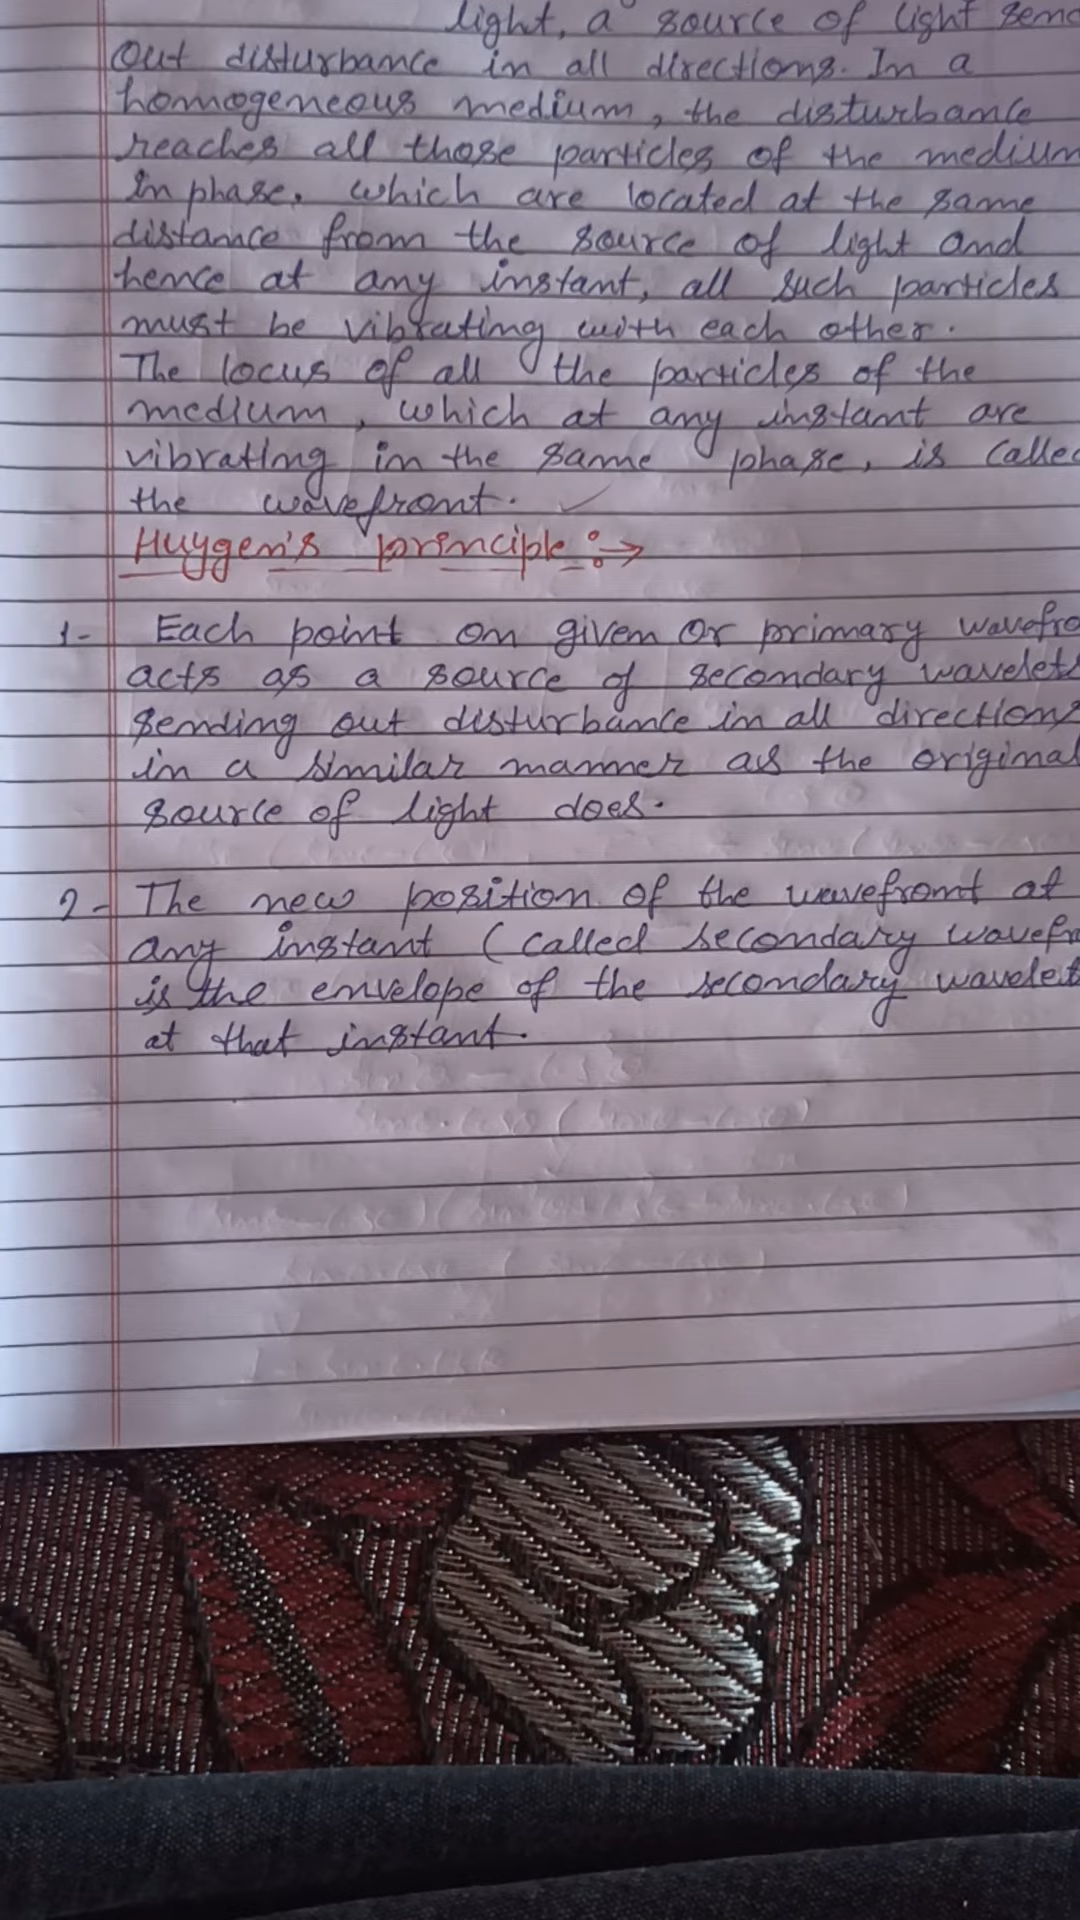 light, a source of light send
out disturbance in all directions. In a
homogeneous medium, the disturbance
reaches all those particles of the medium
in phase, which are located at the same
distance from the source of light and
hence at any instant, all such particles
must be vibrating with each other.
The locus of all the particles of the
medium, which at any instant are
vibrating in the same phase, is called
the wavefront.
Huygen's principle :→
1- Each point on given or primary wavefro
acts as a source of secondary wavelets
sending out disturbance in all directions
in a similar manner as the original
source of light does.
2- The new position of the wavefront at
any instant (called secondary wavefr
is the envelope of the secondary wavelet
at that instant.